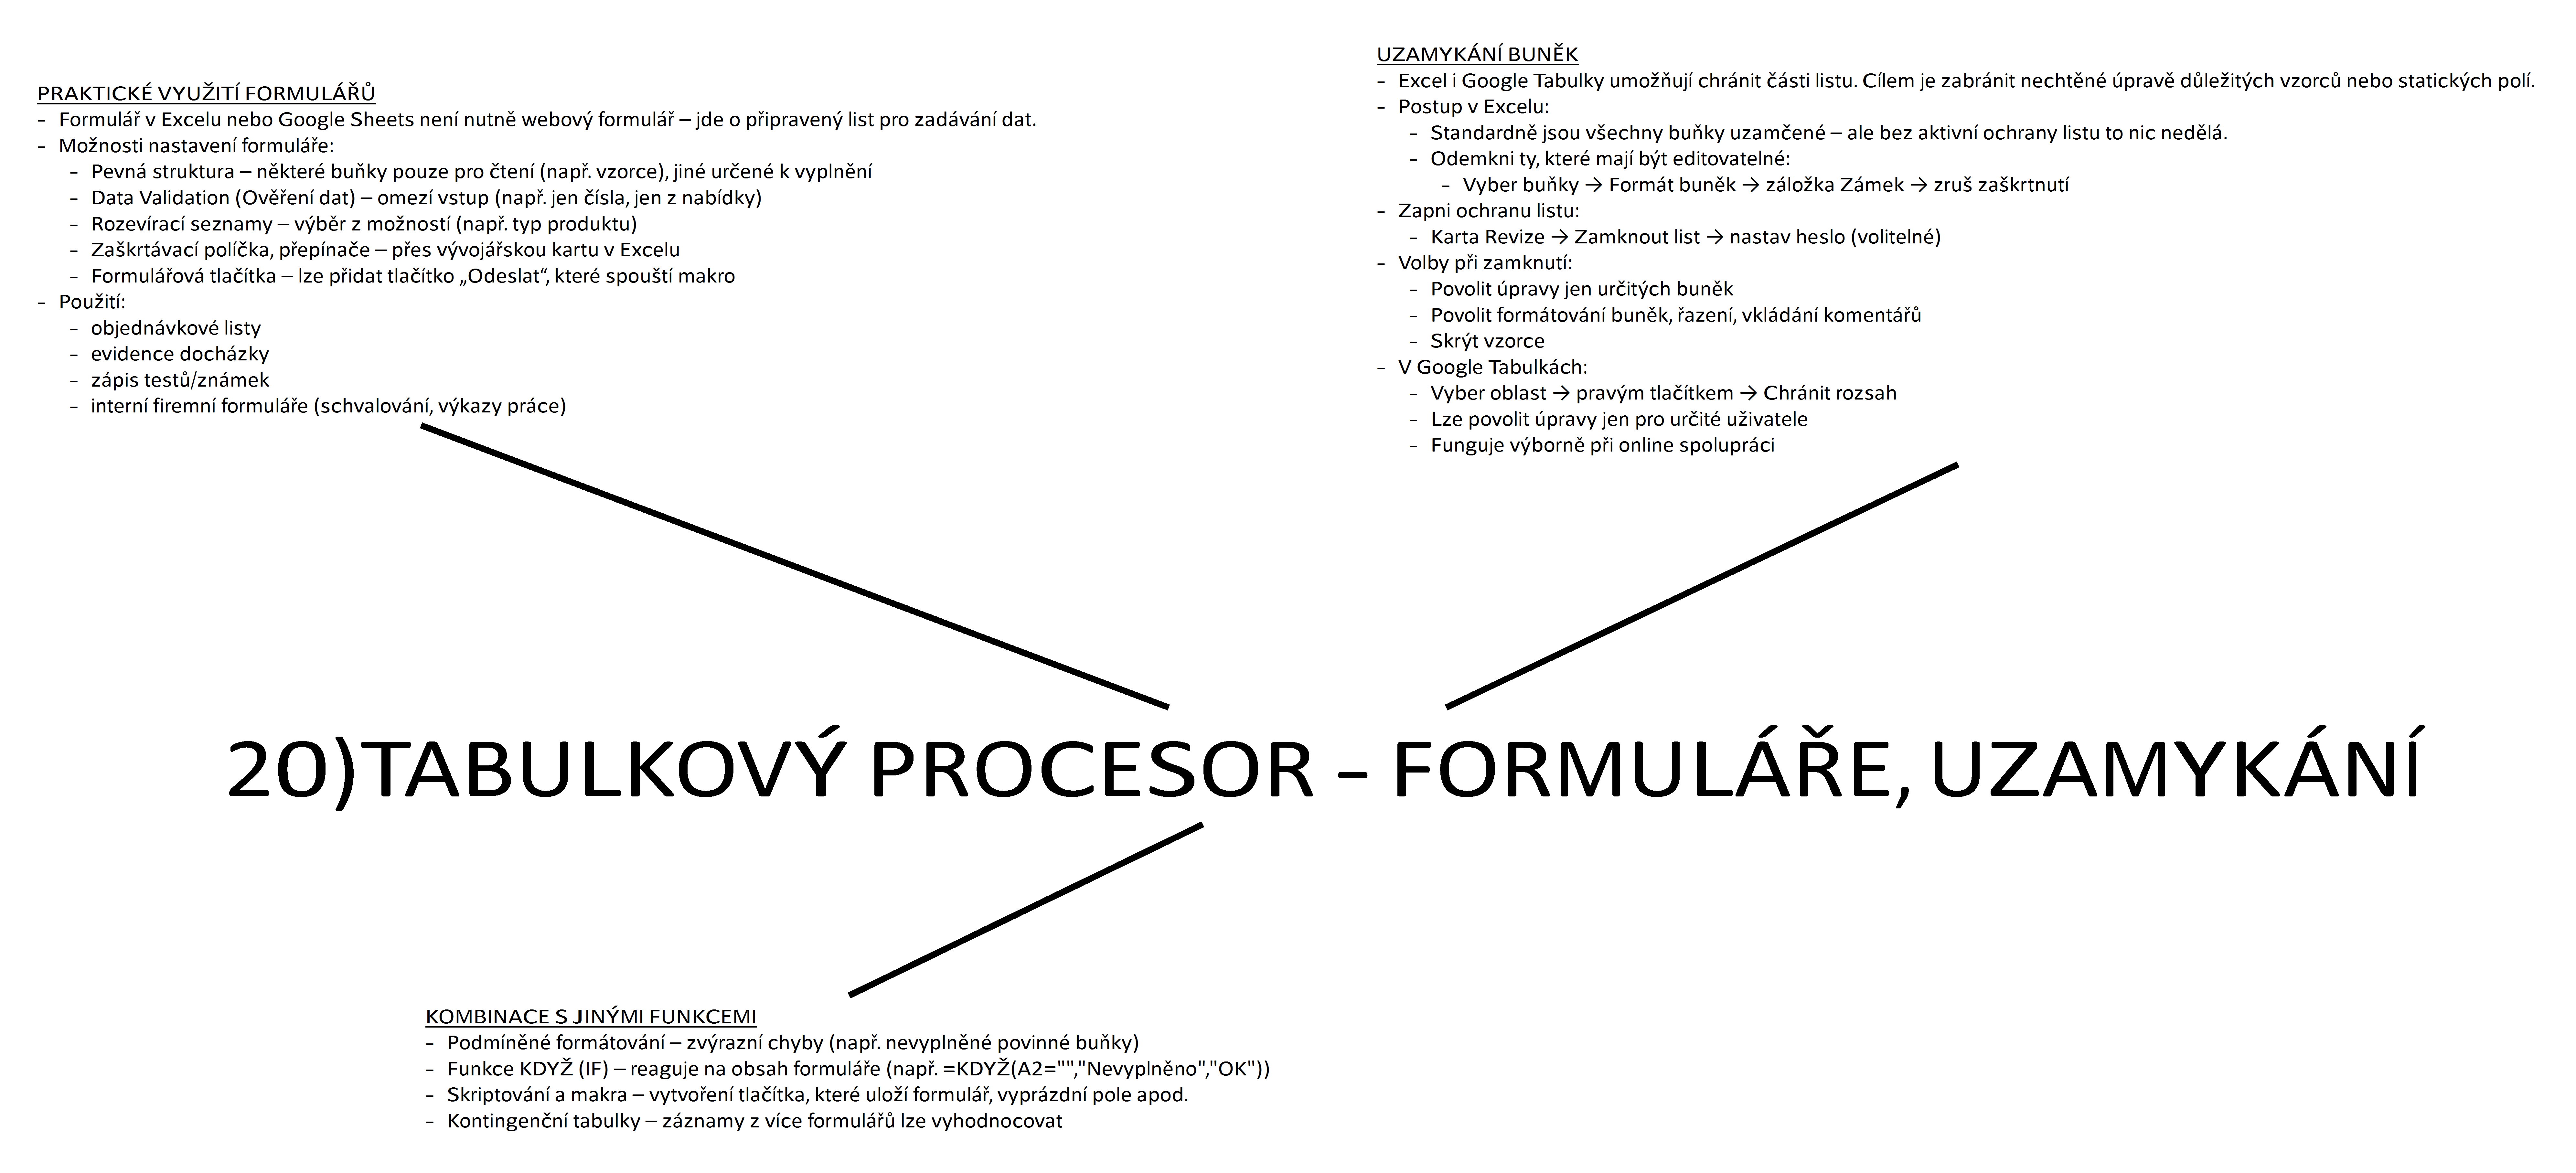 PRAKTICKÉ VYUŽITÍ FORMULÁŘŮ
– Formulář v Excelu nebo Google Sheets není nutně webový formulář – jde o připravený list pro zadávání dat.
– Možnosti nastavení formuláře:
– Pevná struktura – některé buňky pouze pro čtení (např. vzorce), jiné určené k vyplnění
– Data Validation (Ověření dat) – omezí vstup (např. jen čísla, jen z nabídky)
– Rozevírací seznamy – výběr z možností (např. typ produktu)
– Zaškrtávací políčka, přepínače – přes vývojářskou kartu v Excelu
– Formulářová tlačítka – lze přidat tlačítko „Odeslat“, které spouští makro
– Použití:
– objednávkové listy
– evidence docházky
– zápis testů/známek
– interní firemní formuláře (schvalování, výkazy práce)
UZAMYKÁNÍ BUNĚK
– Excel i Google Tabulky umožňují chránit části listu. Cílem je zabránit nechtěné úpravě důležitých vzorců nebo statických polí.
– Postup v Excelu:
– Standardně jsou všechny buňky uzamčené – ale bez aktivní ochrany listu to nic nedělá.
– Odemkni ty, které mají být editovatelné:
– Vyber buňky → Formát buněk → záložka Zámek → zruš zaškrtnutí
– Zapni ochranu listu:
– Karta Revize → Zamknout list → nastav heslo (volitelné)
– Volby při zamknutí:
– Povolit úpravy jen určitých buněk
– Povolit formátování buněk, řazení, vkládání komentářů
– Skrýt vzorce
– V Google Tabulkách:
– Vyber oblast → pravým tlačítkem → Chránit rozsah
– Lze povolit úpravy jen pro určité uživatele
– Funguje výborně při online spolupráci
20)TABULKOVÝ PROCESOR – FORMULÁŘE, UZAMYKÁNÍ
KOMBINACE S JINÝMI FUNKCEMI
– Podmíněné formátování – zvýrazní chyby (např. nevyplněné povinné buňky)
– Funkce KDYŽ (IF) – reaguje na obsah formuláře (např. =KDYŽ(A2="","Nevyplněno","OK"))
– Skriptování a makra – vytvoření tlačítka, které uloží formulář, vyprázdní pole apod.
– Kontingenční tabulky – záznamy z více formulářů lze vyhodnocovat